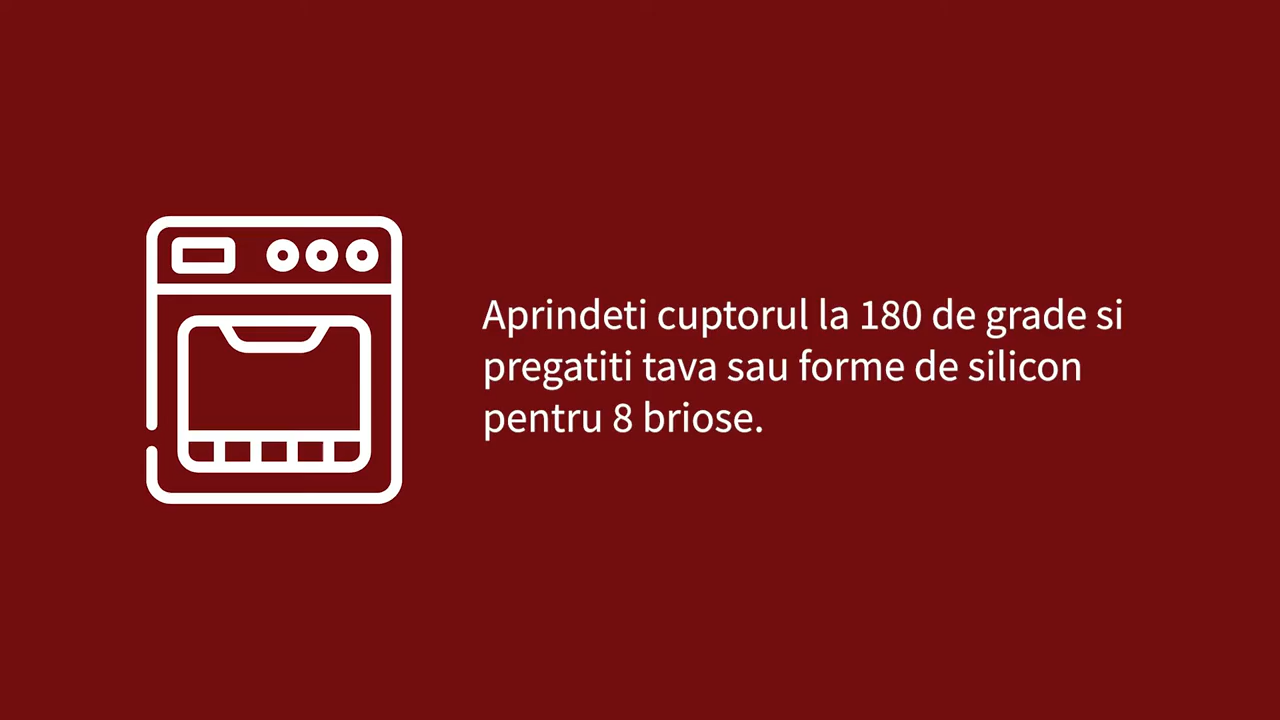 Aprindeti cuptorul la 180 de grade si
pregatiti tava sau forme de silicon
pentru 8 briose.